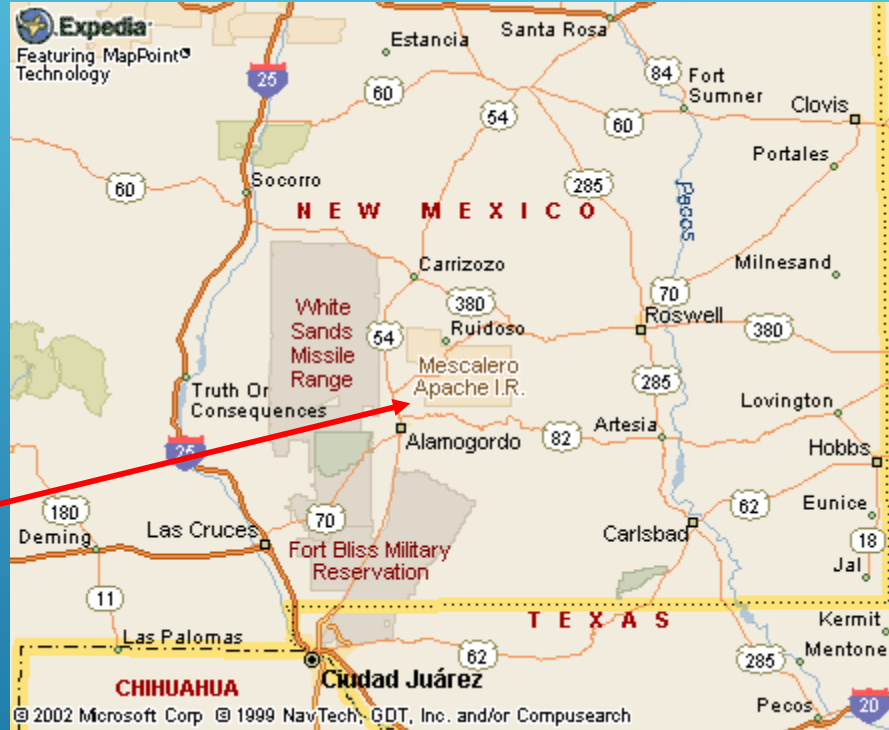 Expedia
Featuring MapPoint®
Technology
Estancia
Santa Rosa
25
60
84
Fort
Sumner
54
60
Clovis
Portales
60
Socorro
285
Pecos
NEW MEXICO
Milnesand
Carrizozo
White
Sands
Missile
Range
380
70
Roswell
54
Ruidoso
380
Mescalero
Apache I.R.
285
Truth Or
Consequences
Lovington
Alamogordo
82
Artesia
25
Hobbs
180
62
Eunice
Deming
Las Cruces
70
Carlsbad
18
Fort Bliss Military
Reservation
Jal
11
TEXAS
Kermit
Las Palomas
62
285
Mentone
Ciudad Juárez
CHIHUAHUA
Pecos
20
© 2002 Microsoft Corp © 1999 NavTech, GDT, Inc. and/or Compusearch